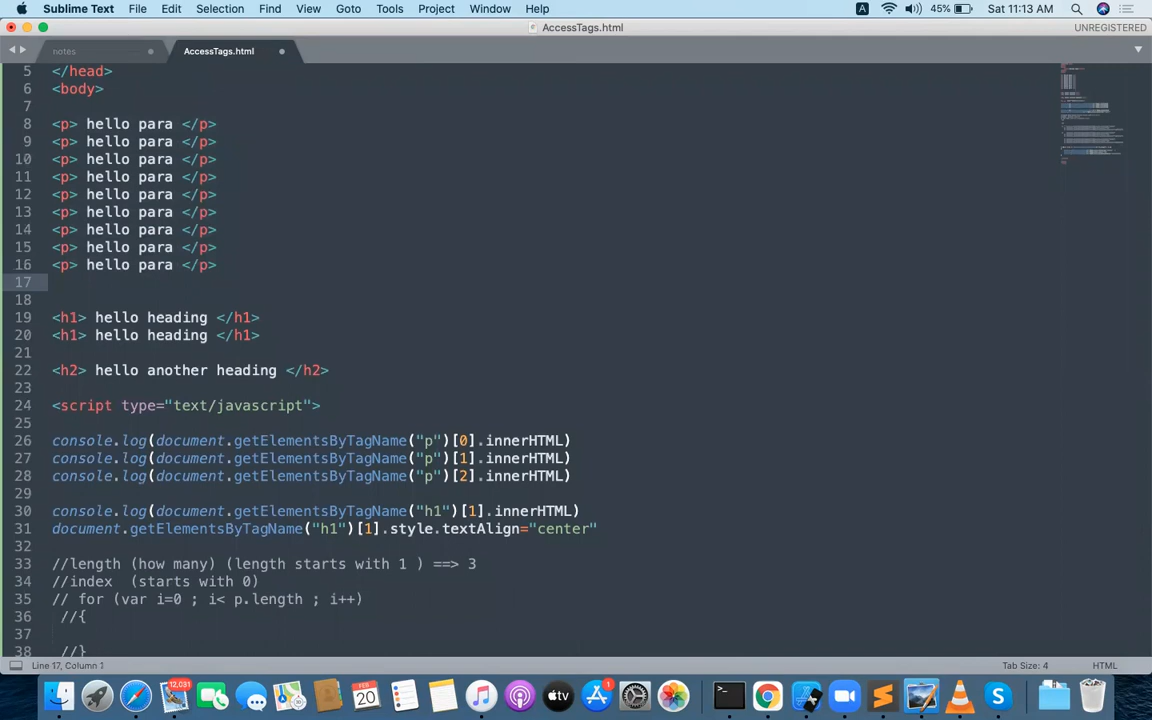 Sublime Text File Edit Selection Find View Goto Tools Project Window Help A 45% Sat 11:13 AM
AccessTags.html UNREGISTERED
notes AccessTags.html
5 </head>
6 <body>
7
8 <p> hello para </p>
9 <p> hello para </p>
10 <p> hello para </p>
11 <p> hello para </p>
12 <p> hello para </p>
13 <p> hello para </p>
14 <p> hello para </p>
15 <p> hello para </p>
16 <p> hello para </p>
17
18
19 <h1> hello heading </h1>
20 <h1> hello heading </h1>
21
22 <h2> hello another heading </h2>
23
24 <script type="text/javascript">
25
26 console.log(document.getElementsByTagName("p")[0].innerHTML)
27 console.log(document.getElementsByTagName("p")[1].innerHTML)
28 console.log(document.getElementsByTagName("p")[2].innerHTML)
29
30 console.log(document.getElementsByTagName("h1")[1].innerHTML)
31 document.getElementsByTagName("h1")[1].style.textAlign="center"
32
33 //length (how many) (length starts with 1 ) ==> 3
34 //index (starts with 0)
35 // for (var i=0 ; i< p.length ; i++)
36 //{
37
38 //}
Line 17, Column 1 Tab Size: 4 HTML
12,031
FEB
20
tv
1